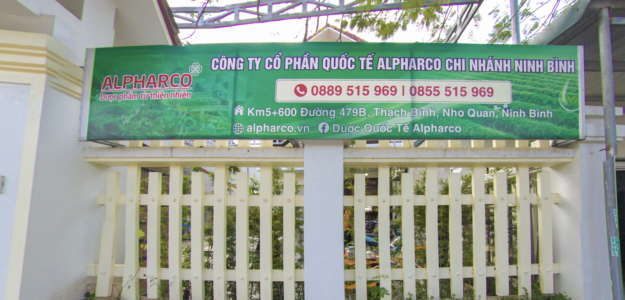 CÔNG TY CỔ PHẦN QUỐC TẾ ALPHARCO CHI NHÁNH NINH BÌNH
ALPHARCO
Dược phẩm từ thiên nhiên
0889 515 969 | 0855 515 969
Km5+600 Đường 479B, Thạch Bình, Nho Quan, Ninh Bình
alpharco.vn Dược Quốc Tế Alpharco